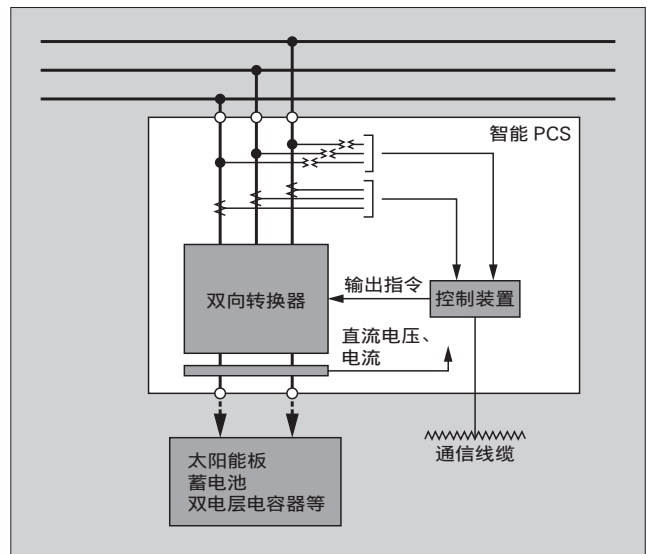 智能 PCS
双向转换器
输出指令
控制装置
直流电压、
电流
通信线缆
太阳能板
蓄电池
双电层电容器等